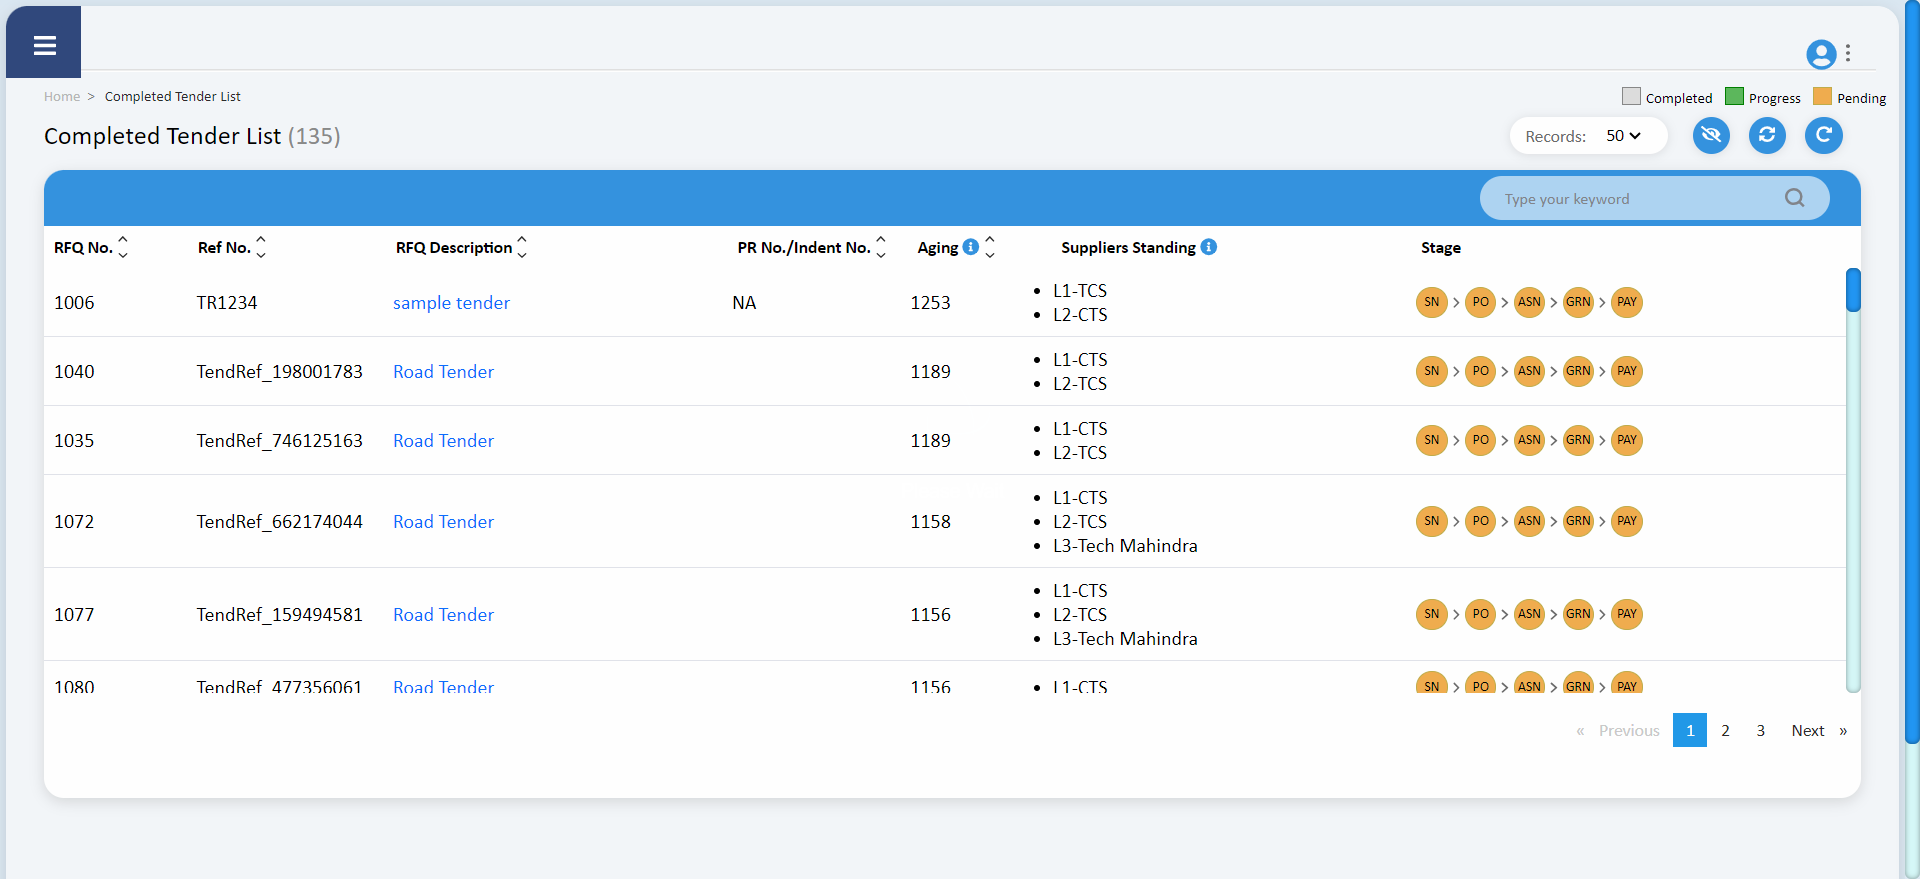 Home > Completed Tender List
Completed Progress Pending
Completed Tender List (135)
Records: 50
Type your keyword
RFQ No. Ref No. RFQ Description PR No./Indent No. Aging Suppliers Standing Stage
1006 TR1234 sample tender NA 1253
• L1-TCS
• L2-CTS
SN > PO > ASN > GRN > PAY
1040 TendRef_198001783 Road Tender 1189
• L1-CTS
• L2-TCS
SN > PO > ASN > GRN > PAY
1035 TendRef_746125163 Road Tender 1189
• L1-CTS
• L2-TCS
SN > PO > ASN > GRN > PAY
1072 TendRef_662174044 Road Tender 1158
• L1-CTS
• L2-TCS
• L3-Tech Mahindra
SN > PO > ASN > GRN > PAY
1077 TendRef_159494581 Road Tender 1156
• L1-CTS
• L2-TCS
• L3-Tech Mahindra
SN > PO > ASN > GRN > PAY
1080 TendRef_477356061 Road Tender 1156
• L1-CTS
SN > PO > ASN > GRN > PAY
« Previous 1 2 3 Next »